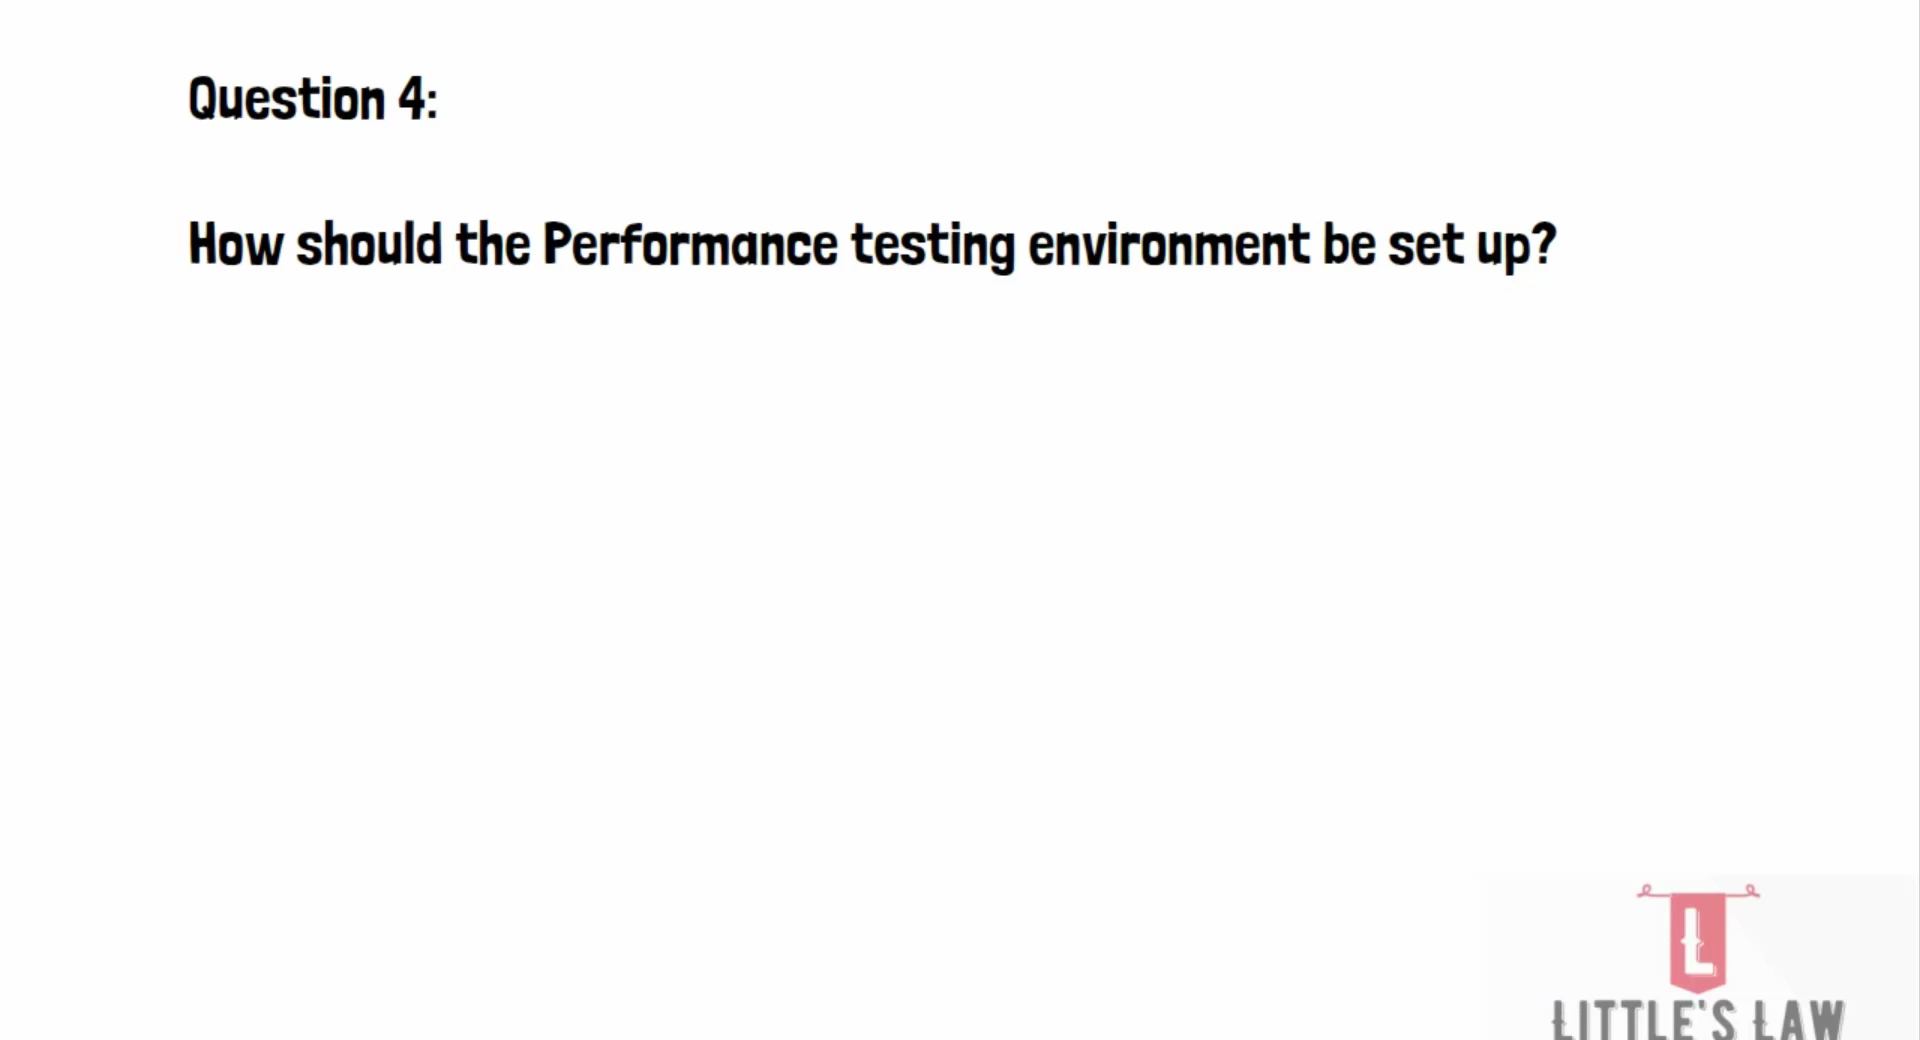 Question 4:
How should the Performance testing environment be set up?
L
LITTLE'S LAW